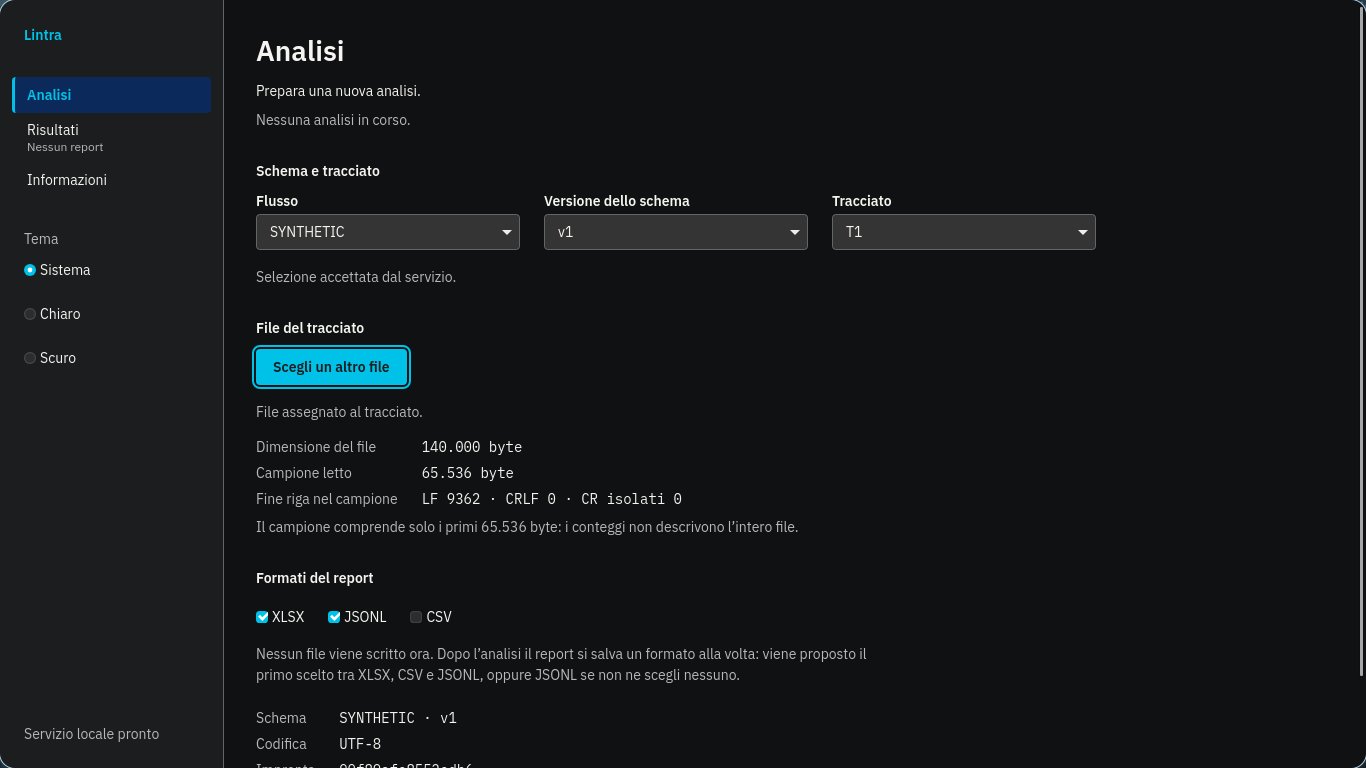 Lintra
Analisi
Risultati
Nessun report
Informazioni
Tema
Sistema
Chiaro
Scuro
Servizio locale pronto
Analisi
Prepara una nuova analisi.
Nessuna analisi in corso.
Schema e tracciato
Flusso
Versione dello schema
Tracciato
SYNTHETIC
v1
T1
Selezione accettata dal servizio.
File del tracciato
Scegli un altro file
File assegnato al tracciato.
Dimensione del file 140.000 byte
Campione letto 65.536 byte
Fine riga nel campione LF 9362 · CRLF 0 · CR isolati 0
Il campione comprende solo i primi 65.536 byte: i conteggi non descrivono l’intero file.
Formati del report
XLSX JSONL CSV
Nessun file viene scritto ora. Dopo l’analisi il report si salva un formato alla volta: viene proposto il
primo scelto tra XLSX, CSV e JSONL, oppure JSONL se non ne scegli nessuno.
Schema SYNTHETIC · v1
Codifica UTF-8
Impronta